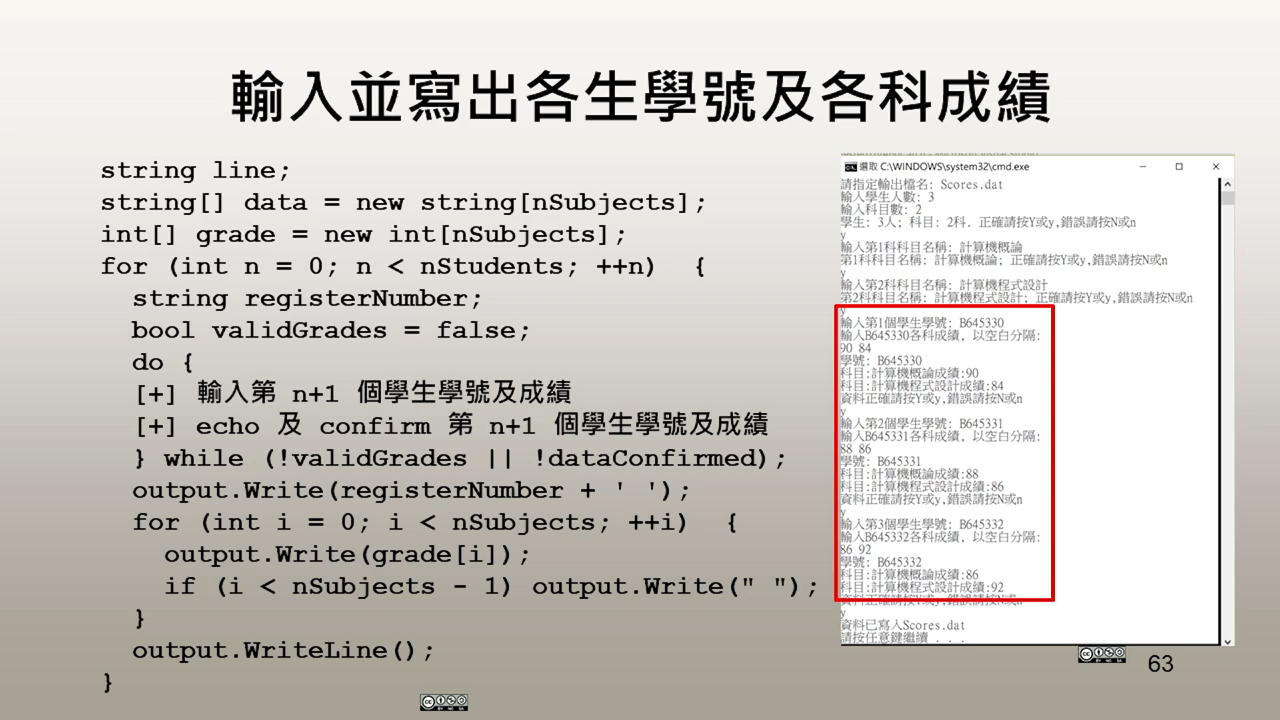 輸入並寫出各生學號及各科成績
string line;
string[] data = new string[nSubjects];
int[] grade = new int[nSubjects];
for (int n = 0; n < nStudents; ++n) {
string registerNumber;
bool validGrades = false;
do {
[+] 輸入第 n+1 個學生學號及成績
[+] echo 及 confirm 第 n+1 個學生學號及成績
} while (!validGrades || !dataConfirmed);
output.Write(registerNumber + ' ');
for (int i = 0; i < nSubjects; ++i) {
output.Write(grade[i]);
if (i < nSubjects - 1) output.Write(" ");
}
output.WriteLine();
}
選取 C:\WINDOWS\system32\cmd.exe
請指定輸出檔名: Scores.dat
輸入學生人數: 3
輸入科目數: 2
學生: 3人; 科目: 2科. 正確請按Y或y,錯誤請按N或n
y
輸入第1科科目名稱: 計算機概論
第1科科目名稱: 計算機概論; 正確請按Y或y,錯誤請按N或n
y
輸入第2科科目名稱: 計算機程式設計
第2科科目名稱: 計算機程式設計; 正確請按Y或y,錯誤請按N或n
y
輸入第1個學生學號: B645330
輸入B645330各科成績, 以空白分隔:
90 84
學號: B645330
科目:計算機概論成績:90
科目:計算機程式設計成績:84
資料正確請按Y或y,錯誤請按N或n
y
輸入第2個學生學號: B645331
輸入B645331各科成績, 以空白分隔:
88 86
學號: B645331
科目:計算機概論成績:88
科目:計算機程式設計成績:86
資料正確請按Y或y,錯誤請按N或n
y
輸入第3個學生學號: B645332
輸入B645332各科成績, 以空白分隔:
86 92
學號: B645332
科目:計算機概論成績:86
科目:計算機程式設計成績:92
資料正確請按Y或y,錯誤請按N或n
y
資料已寫入Scores.dat
請按任意鍵繼續 . . .
63